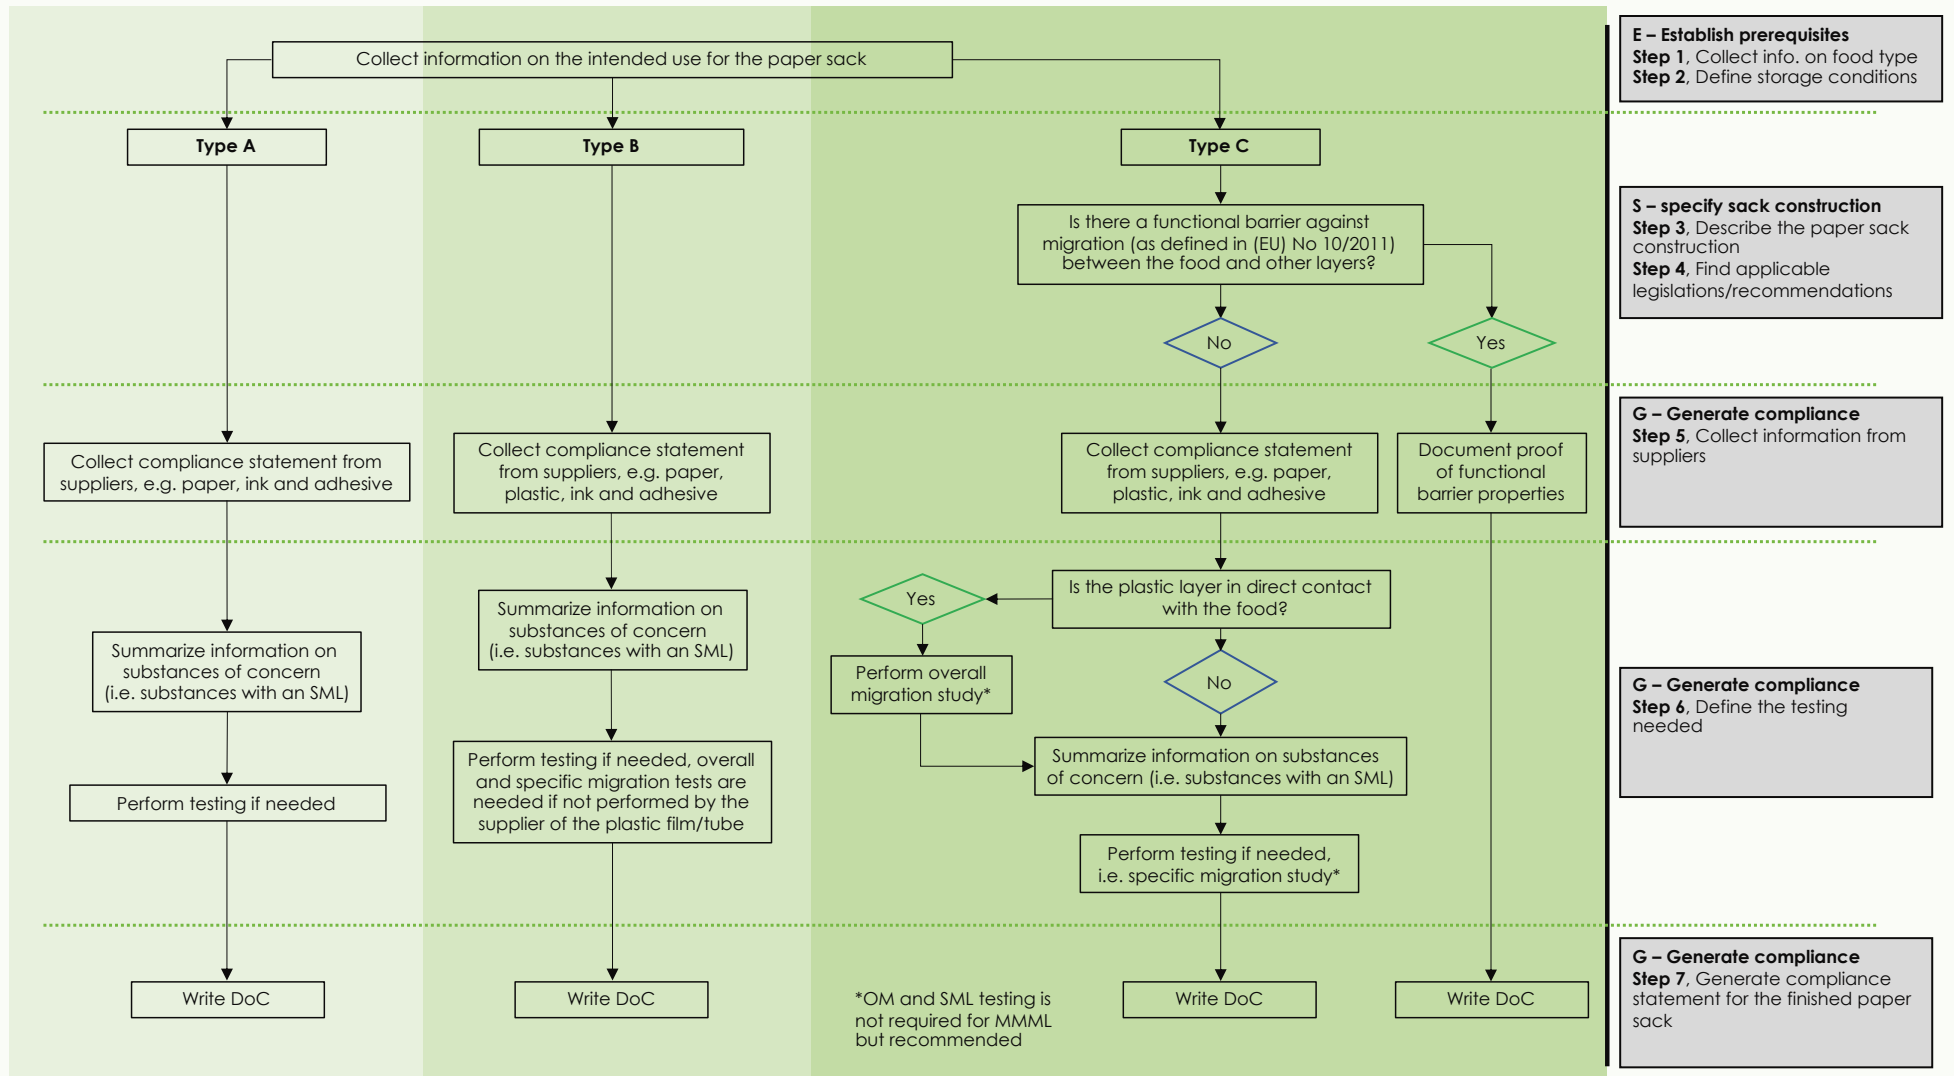 Collect information on the intended use for the paper sack
E – Establish prerequisites
Step 1, Collect info. on food type
Step 2, Define storage conditions
Type A
Type B
Type C
Is there a functional barrier against
migration (as defined in (EU) No 10/2011)
between the food and other layers?
No
Yes
S – specify sack construction
Step 3, Describe the paper sack
construction
Step 4, Find applicable
legislations/recommendations
Collect compliance statement from
suppliers, e.g. paper, ink and adhesive
Collect compliance statement
from suppliers, e.g. paper,
plastic, ink and adhesive
Collect compliance statement
from suppliers, e.g. paper,
plastic, ink and adhesive
Document proof
of functional
barrier properties
G – Generate compliance
Step 5, Collect information from
suppliers
Summarize information on
substances of concern
(i.e. substances with an SML)
Perform testing if needed
Summarize information on
substances of concern
(i.e. substances with an SML)
Perform testing if needed, overall
and specific migration tests are
needed if not performed by the
supplier of the plastic film/tube
Is the plastic layer in direct contact
with the food?
Yes
Perform overall
migration study*
No
Summarize information on substances
of concern (i.e. substances with an SML)
Perform testing if needed,
i.e. specific migration study*
G – Generate compliance
Step 6, Define the testing
needed
Write DoC
Write DoC
*OM and SML testing is
not required for MMML
but recommended
Write DoC
Write DoC
G – Generate compliance
Step 7, Generate compliance
statement for the finished paper
sack